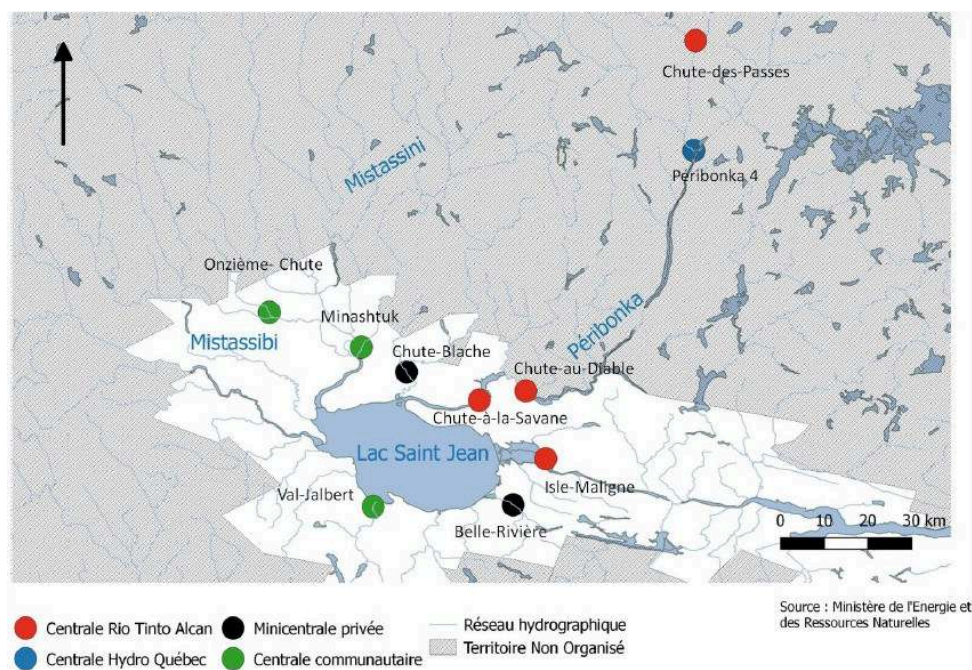 Chute-des-Passes
Mistassini
Péribonka 4
Onzième- Chute
Minashtuk
Mistassibi
Péribonka
Chute-Blache
Chute-au-Diable
Chute-à-la-Savane
Lac Saint Jean
Isle-Maligne
Val-Jalbert
Belle-Rivière
0 10 20 30 km
Centrale Rio Tinto Alcan
Minicentrale privée
Réseau hydrographique
Centrale Hydro Québec
Centrale communautaire
Territoire Non Organisé
Source : Ministère de l'Energie et
des Ressources Naturelles